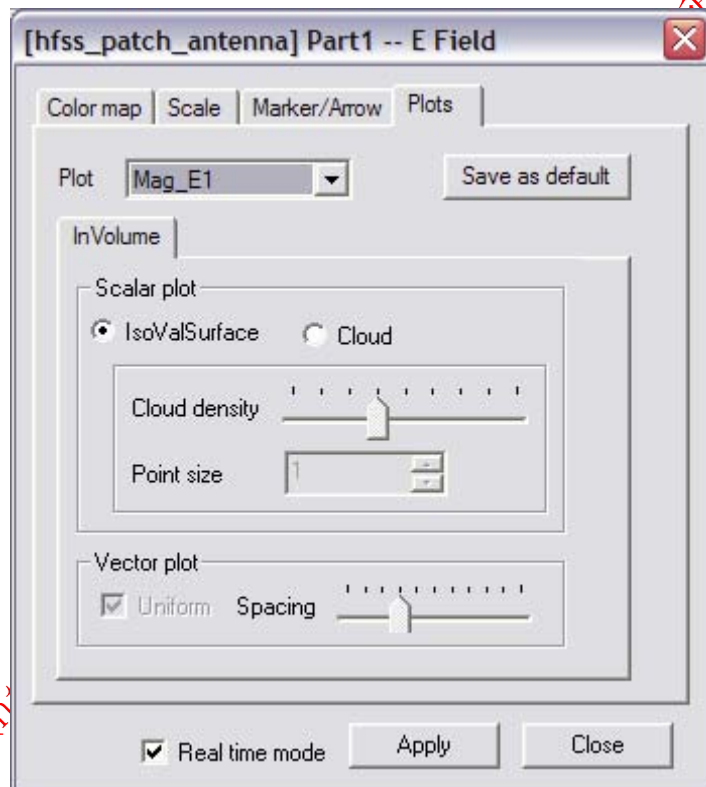 [hfss_patch_antenna] Part1 -- E Field
Color map Scale Marker/Arrow Plots
Plot Mag_E1 Save as default
InVolume
Scalar plot
IsoValSurface Cloud
Cloud density
Point size 1
Vector plot
Uniform Spacing
Real time mode Apply Close